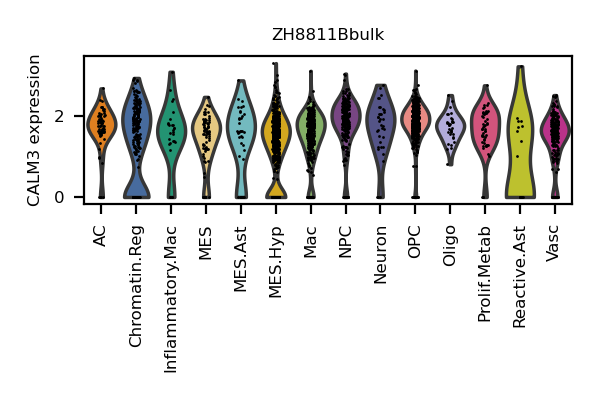 ZH8811Bbulk
CALM3 expression
2
0
AC
Chromatin.Reg
Inflammatory.Mac
MES
MES.Ast
MES.Hyp
Mac
NPC
Neuron
OPC
Oligo
Prolif.Metab
Reactive.Ast
Vasc